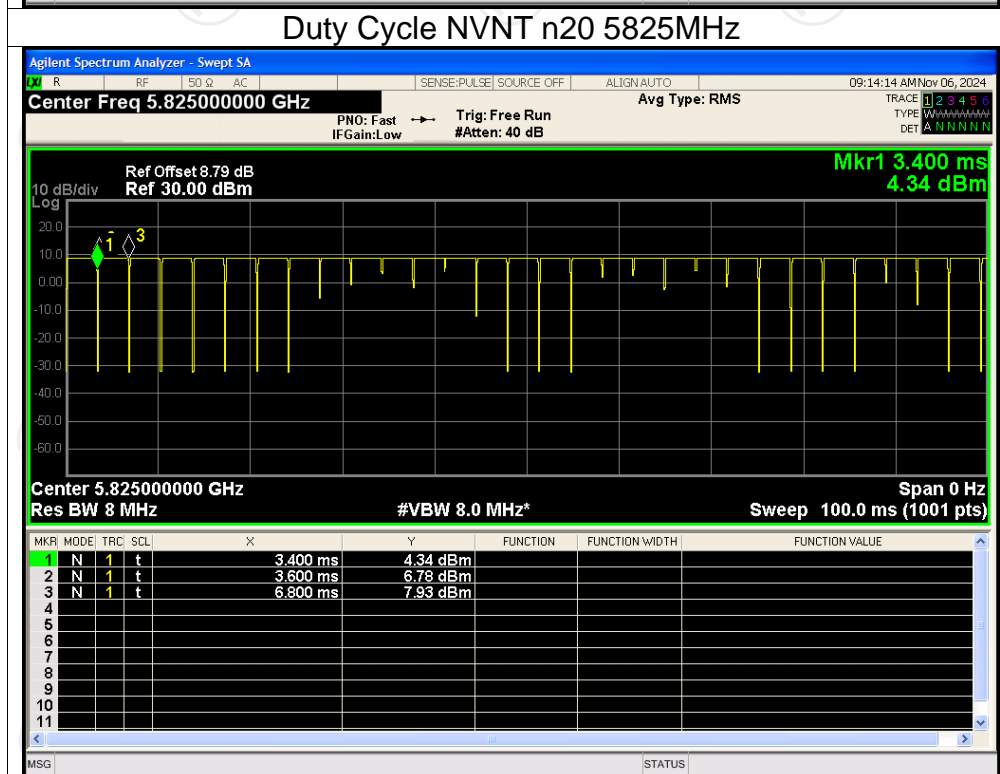 Duty Cycle NVNT n20 5825MHz
Agilent Spectrum Analyzer - Swept SA
LXI R RF 50 Ω AC SENSE:PULSE SOURCE OFF ALIGN AUTO 09:14:14 AM Nov 06, 2024
Center Freq 5.825000000 GHz Avg Type: RMS TRACE 1 2 3 4 5 6
PNO: Fast Trig: Free Run TYPE W
IFGain:Low #Atten: 40 dB DET A N N N N N
Mkr1 3.400 ms
Ref Offset 8.79 dB
10 dB/div Ref 30.00 dBm 4.34 dBm
Log
20.0
1 3
10.0
0.00
-10.0
-20.0
-30.0
-40.0
-50.0
-60.0
Center 5.825000000 GHz Span 0 Hz
Res BW 8 MHz #VBW 8.0 MHz* Sweep 100.0 ms (1001 pts)
MKR MODE TRC SCL X Y FUNCTION FUNCTION WIDTH FUNCTION VALUE
1 N 1 t 3.400 ms 4.34 dBm
2 N 1 t 3.600 ms 6.78 dBm
3 N 1 t 6.800 ms 7.93 dBm
4
5
6
7
8
9
10
11
MSG STATUS